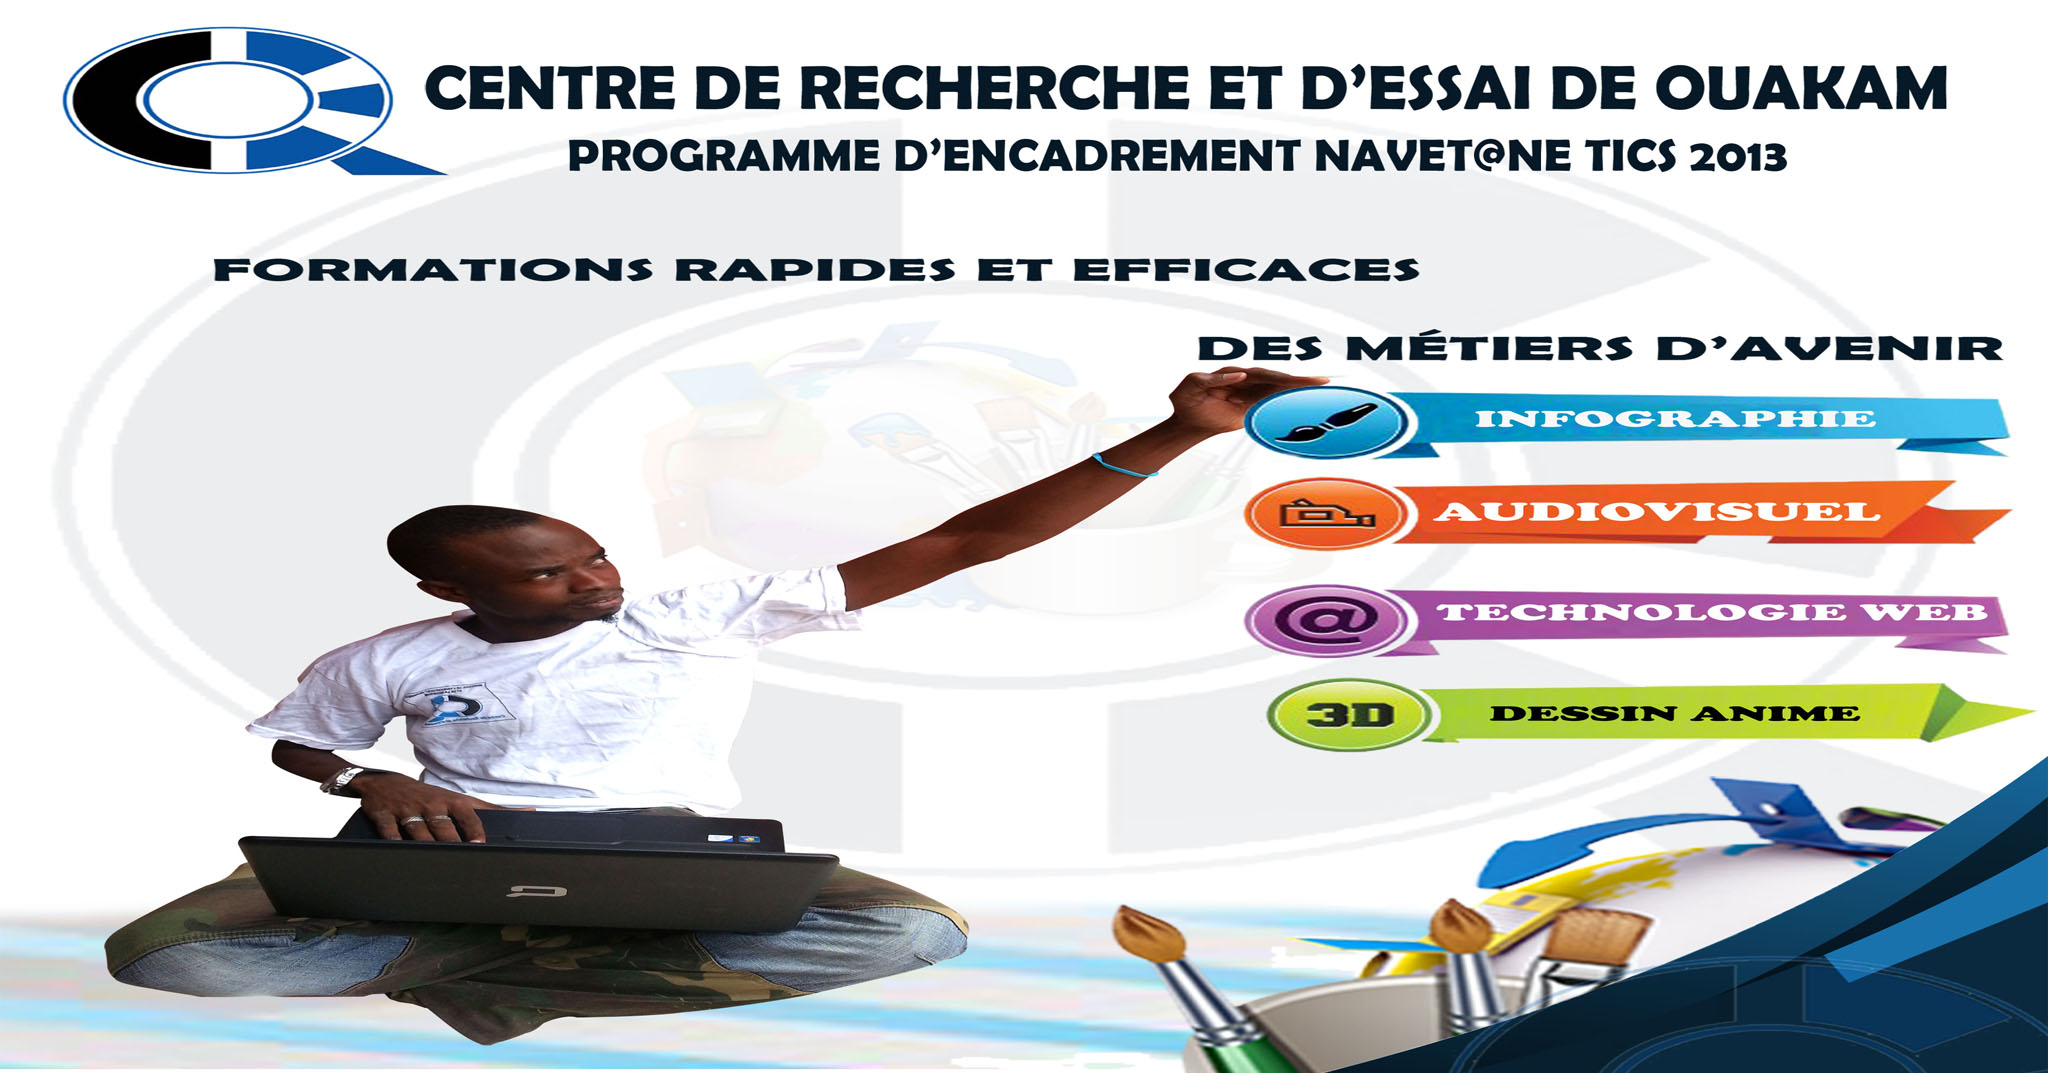 CENTRE DE RECHERCHE ET D'ESSAI DE OUAKAM
PROGRAMME D'ENCADREMENT NAVET@NE TICS 2013
FORMATIONS RAPIDES ET EFFICACES
DES MÉTIERS D'AVENIR
INFOGRAPHIE
AUDIOVISUEL
@ TECHNOLOGIE WEB
3D DESSIN ANIME